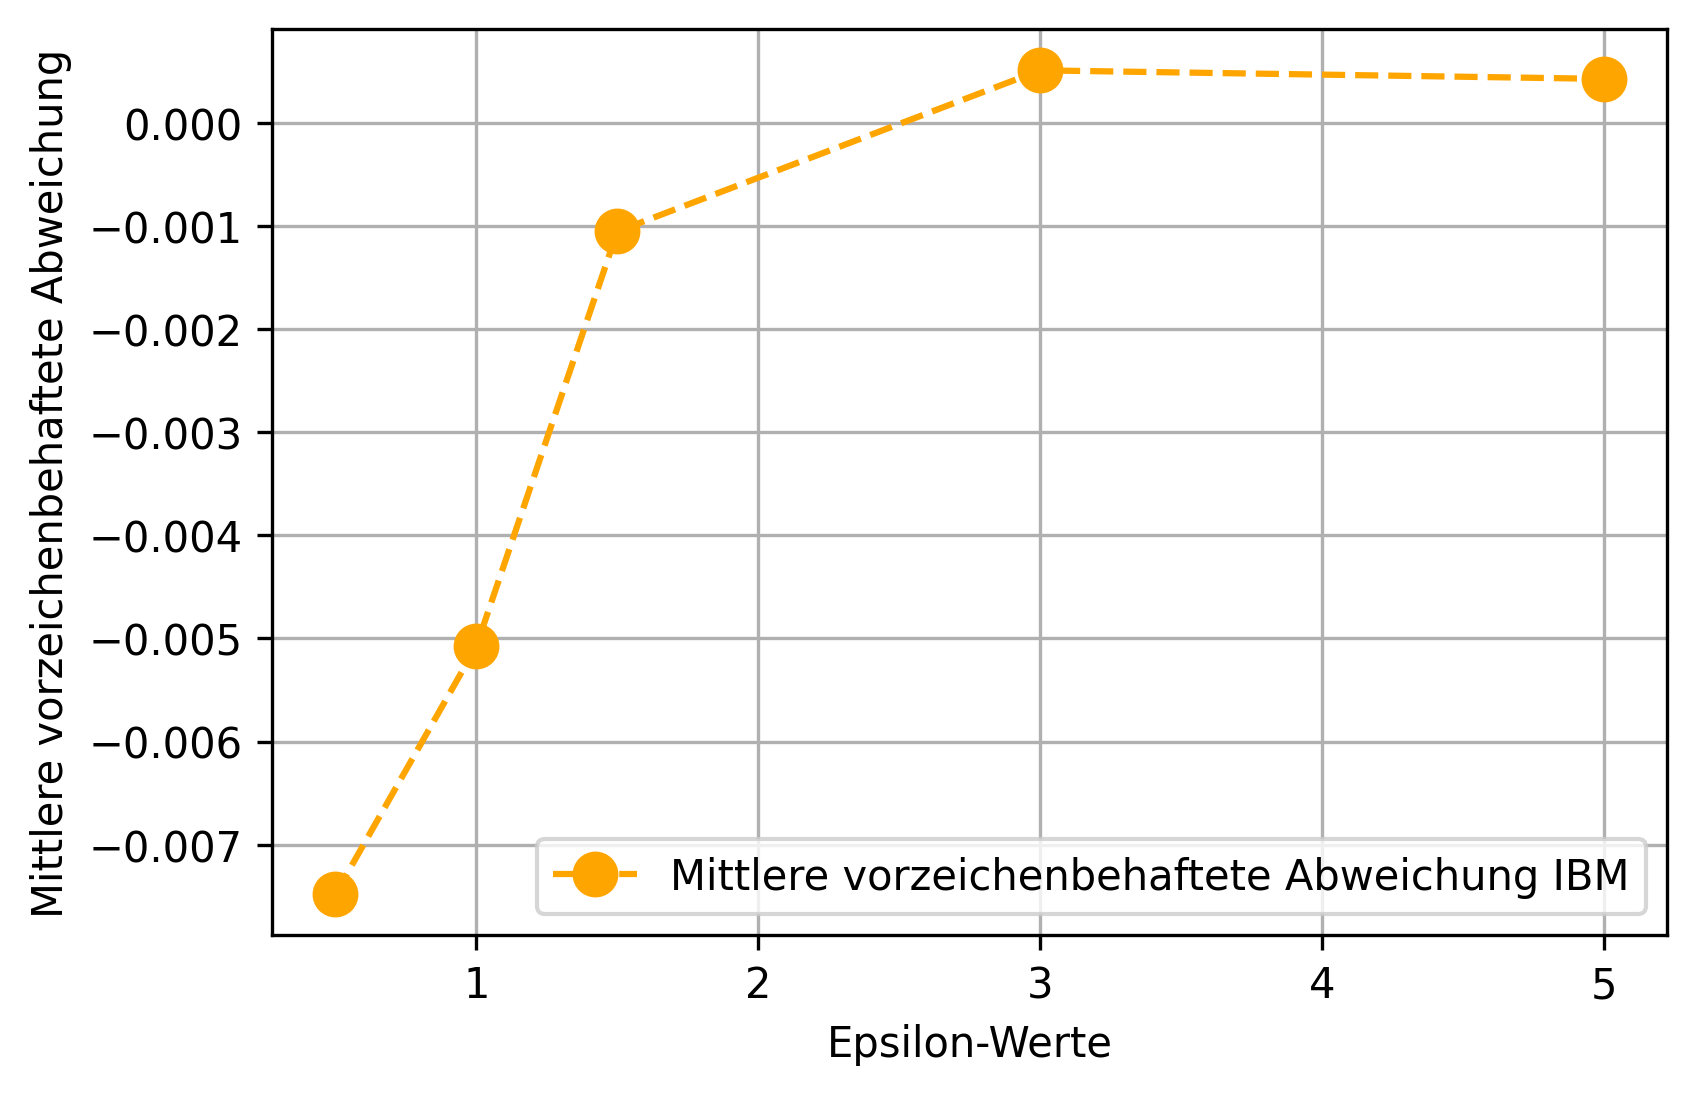 Mittlere vorzeichenbehaftete Abweichung
0.000
−0.001
−0.002
−0.003
−0.004
−0.005
−0.006
−0.007
Mittlere vorzeichenbehaftete Abweichung IBM
1 2 3 4 5
Epsilon-Werte